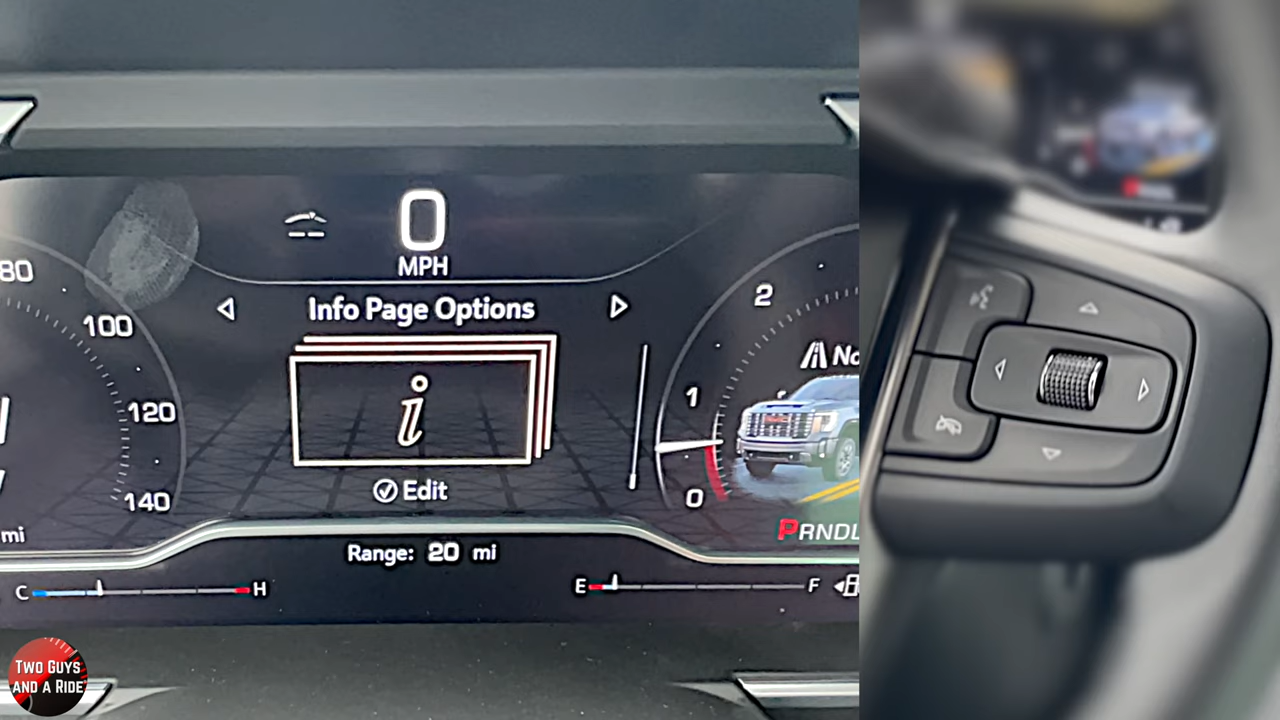 0
MPH
80
100
120
140
mi
Info Page Options
i
Edit
Range: 20 mi
C
H
E
F
2
1
0
No
PRNDL
TWO GUYS
AND A RIDE